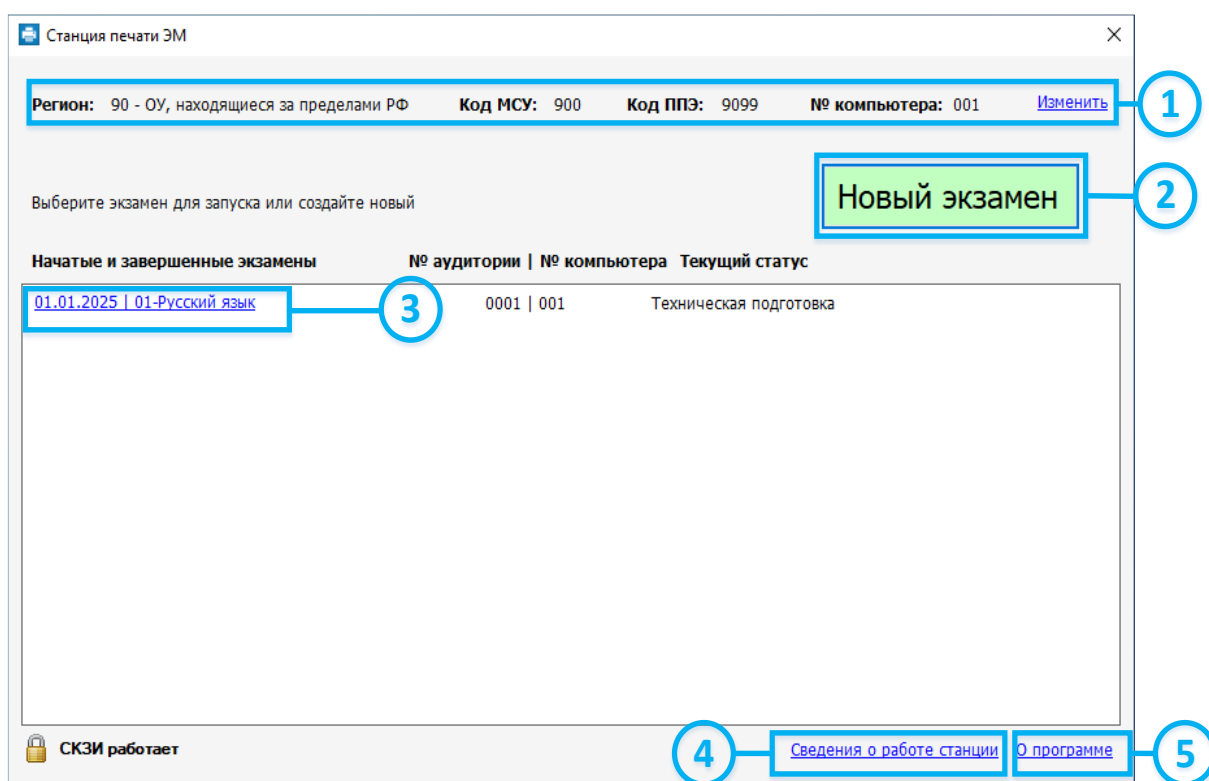 Станция печати ЭМ
Регион: 90 - ОУ, находящиеся за пределами РФ Код МСУ: 900 Код ППЭ: 9099 № компьютера: 001 Изменить
1
Новый экзамен
2
Выберите экзамен для запуска или создайте новый
Начатые и завершенные экзамены № аудитории | № компьютера Текущий статус
01.01.2025 | 01-Русский язык 3 0001 | 001 Техническая подготовка
СКЗИ работает 4 Сведения о работе станции О программе 5